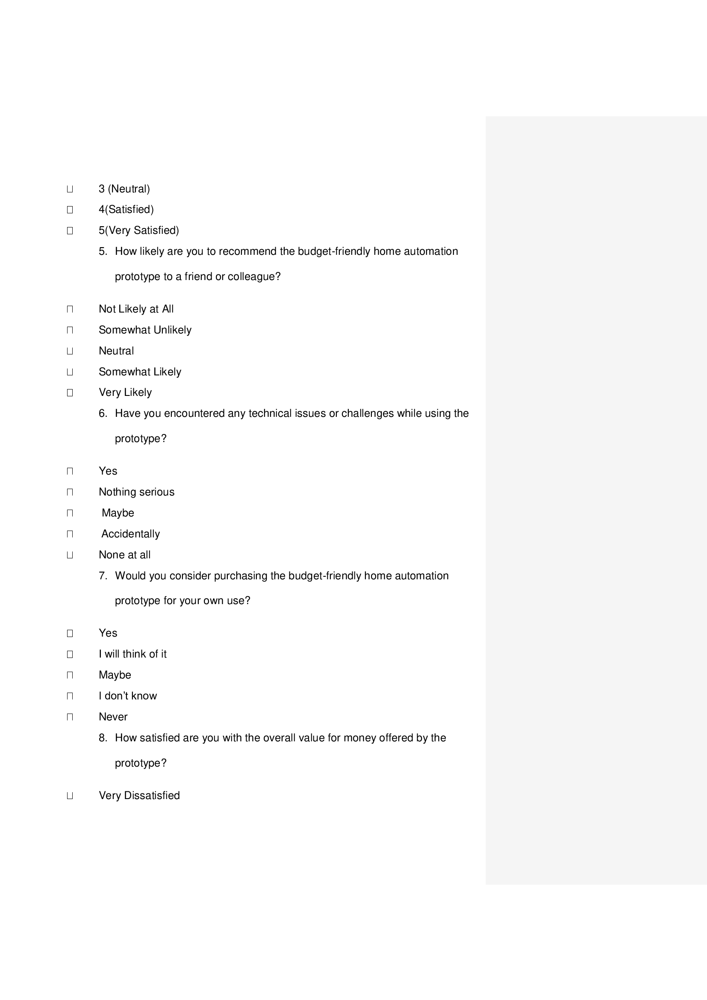 3 (Neutral)
4(Satisfied)
5(Very Satisfied)
5. How likely are you to recommend the budget-friendly home automation
prototype to a friend or colleague?
Not Likely at All
Somewhat Unlikely
Neutral
Somewhat Likely
Very Likely
6. Have you encountered any technical issues or challenges while using the
prototype?
Yes
Nothing serious
Maybe
Accidentally
None at all
7. Would you consider purchasing the budget-friendly home automation
prototype for your own use?
Yes
I will think of it
Maybe
I don’t know
Never
8. How satisfied are you with the overall value for money offered by the
prototype?
Very Dissatisfied